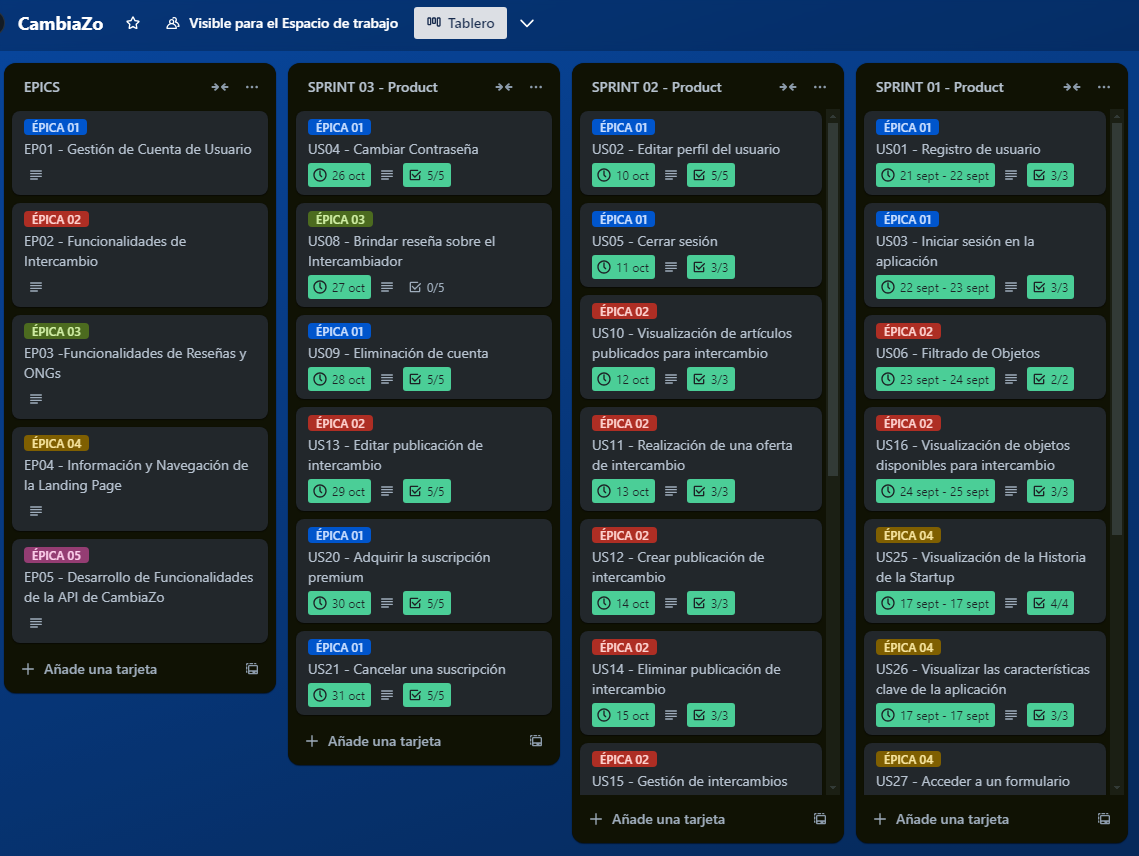 CambiaZo
Visible para el Espacio de trabajo
Tablero
EPICS
ÉPICA 01
EP01 - Gestión de Cuenta de Usuario
ÉPICA 02
EP02 - Funcionalidades de
Intercambio
ÉPICA 03
EP03 -Funcionalidades de Reseñas y
ONGs
ÉPICA 04
EP04 - Información y Navegación de
la Landing Page
ÉPICA 05
EP05 - Desarrollo de Funcionalidades
de la API de CambiaZo
Añade una tarjeta
SPRINT 03 - Product
ÉPICA 01
US04 - Cambiar Contraseña
26 oct 5/5
ÉPICA 03
US08 - Brindar reseña sobre el
Intercambiador
27 oct 0/5
ÉPICA 01
US09 - Eliminación de cuenta
28 oct 5/5
ÉPICA 02
US13 - Editar publicación de
intercambio
29 oct 5/5
ÉPICA 01
US20 - Adquirir la suscripción
premium
30 oct 5/5
ÉPICA 01
US21 - Cancelar una suscripción
31 oct 5/5
Añade una tarjeta
SPRINT 02 - Product
ÉPICA 01
US02 - Editar perfil del usuario
10 oct 5/5
ÉPICA 01
US05 - Cerrar sesión
11 oct 3/3
ÉPICA 02
US10 - Visualización de artículos
publicados para intercambio
12 oct 3/3
ÉPICA 02
US11 - Realización de una oferta
de intercambio
13 oct 3/3
ÉPICA 02
US12 - Crear publicación de
intercambio
14 oct 3/3
ÉPICA 02
US14 - Eliminar publicación de
intercambio
15 oct 3/3
ÉPICA 02
US15 - Gestión de intercambios
Añade una tarjeta
SPRINT 01 - Product
ÉPICA 01
US01 - Registro de usuario
21 sept - 22 sept 3/3
ÉPICA 01
US03 - Iniciar sesión en la
aplicación
22 sept - 23 sept 3/3
ÉPICA 02
US06 - Filtrado de Objetos
23 sept - 24 sept 2/2
ÉPICA 02
US16 - Visualización de objetos
disponibles para intercambio
24 sept - 25 sept 3/3
ÉPICA 04
US25 - Visualización de la Historia
de la Startup
17 sept - 17 sept 4/4
ÉPICA 04
US26 - Visualizar las características
clave de la aplicación
17 sept - 17 sept 3/3
ÉPICA 04
US27 - Acceder a un formulario
Añade una tarjeta